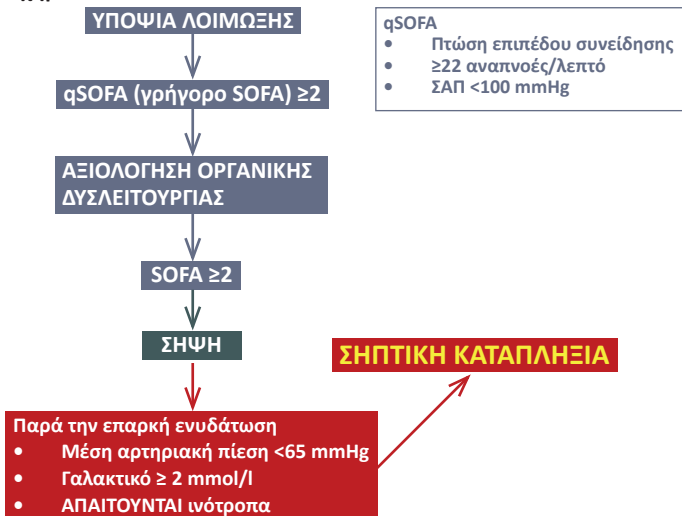 ΥΠΟΨΙΑ ΛΟΙΜΩΞΗΣ
qSOFA (γρήγορο SOFA) ≥2
ΑΞΙΟΛΟΓΗΣΗ ΟΡΓΑΝΙΚΗΣ
ΔΥΣΛΕΙΤΟΥΡΓΙΑΣ
SOFA ≥2
ΣΗΨΗ
Παρά την επαρκή ενυδάτωση
• Μέση αρτηριακή πίεση <65 mmHg
• Γαλακτικό ≥ 2 mmol/l
• ΑΠΑΙΤΟΥΝΤΑΙ ινότροπα
ΣΗΠΤΙΚΗ ΚΑΤΑΠΛΗΞΙΑ
qSOFA
• Πτώση επιπέδου συνείδησης
• ≥22 αναπνοές/λεπτό
• ΣΑΠ <100 mmHg